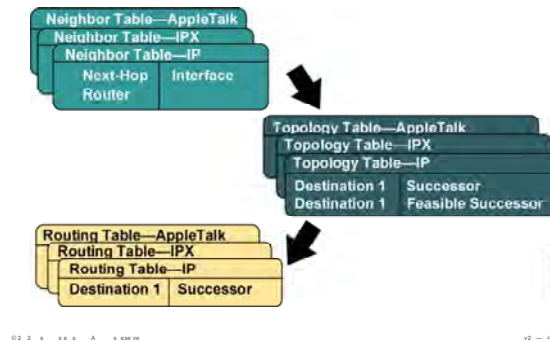 Neighbor Table—AppleTalk
Neighbor Table—IPX
Neighbor Table—IP
Next-Hop Interface
Router
Topology Table—AppleTalk
Topology Table—IPX
Topology Table—IP
Destination 1 Successor
Destination 1 Feasible Successor
Routing Table—AppleTalk
Routing Table—IPX
Routing Table—IP
Destination 1 Successor